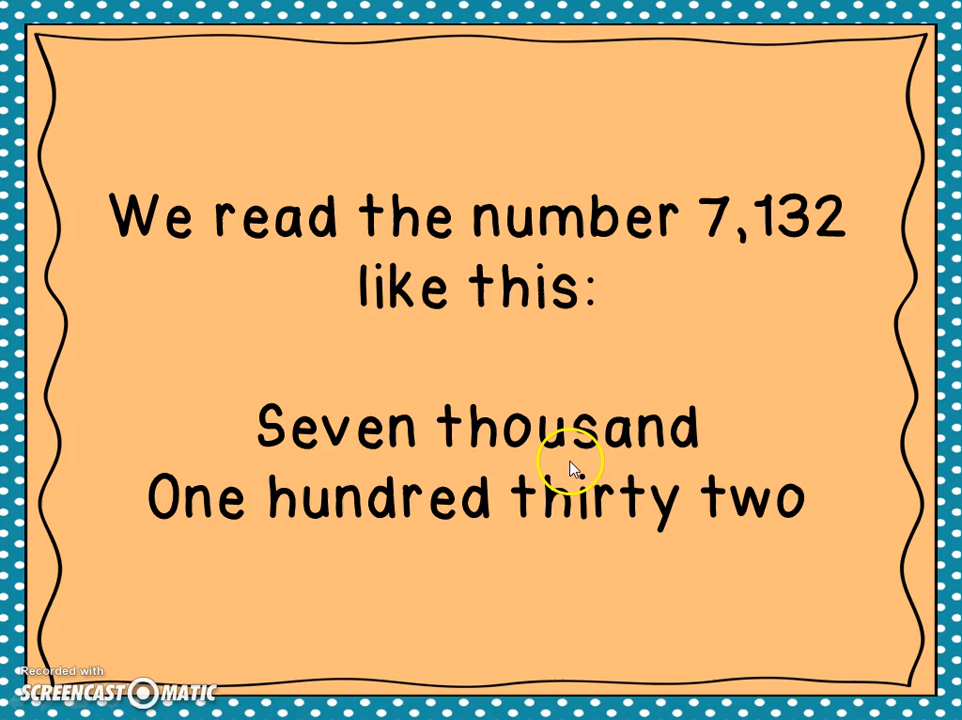 We read the number 7,132
like this:
Seven thousand
One hundred thirty two
Recorded with
SCREENCAST-O-MATIC